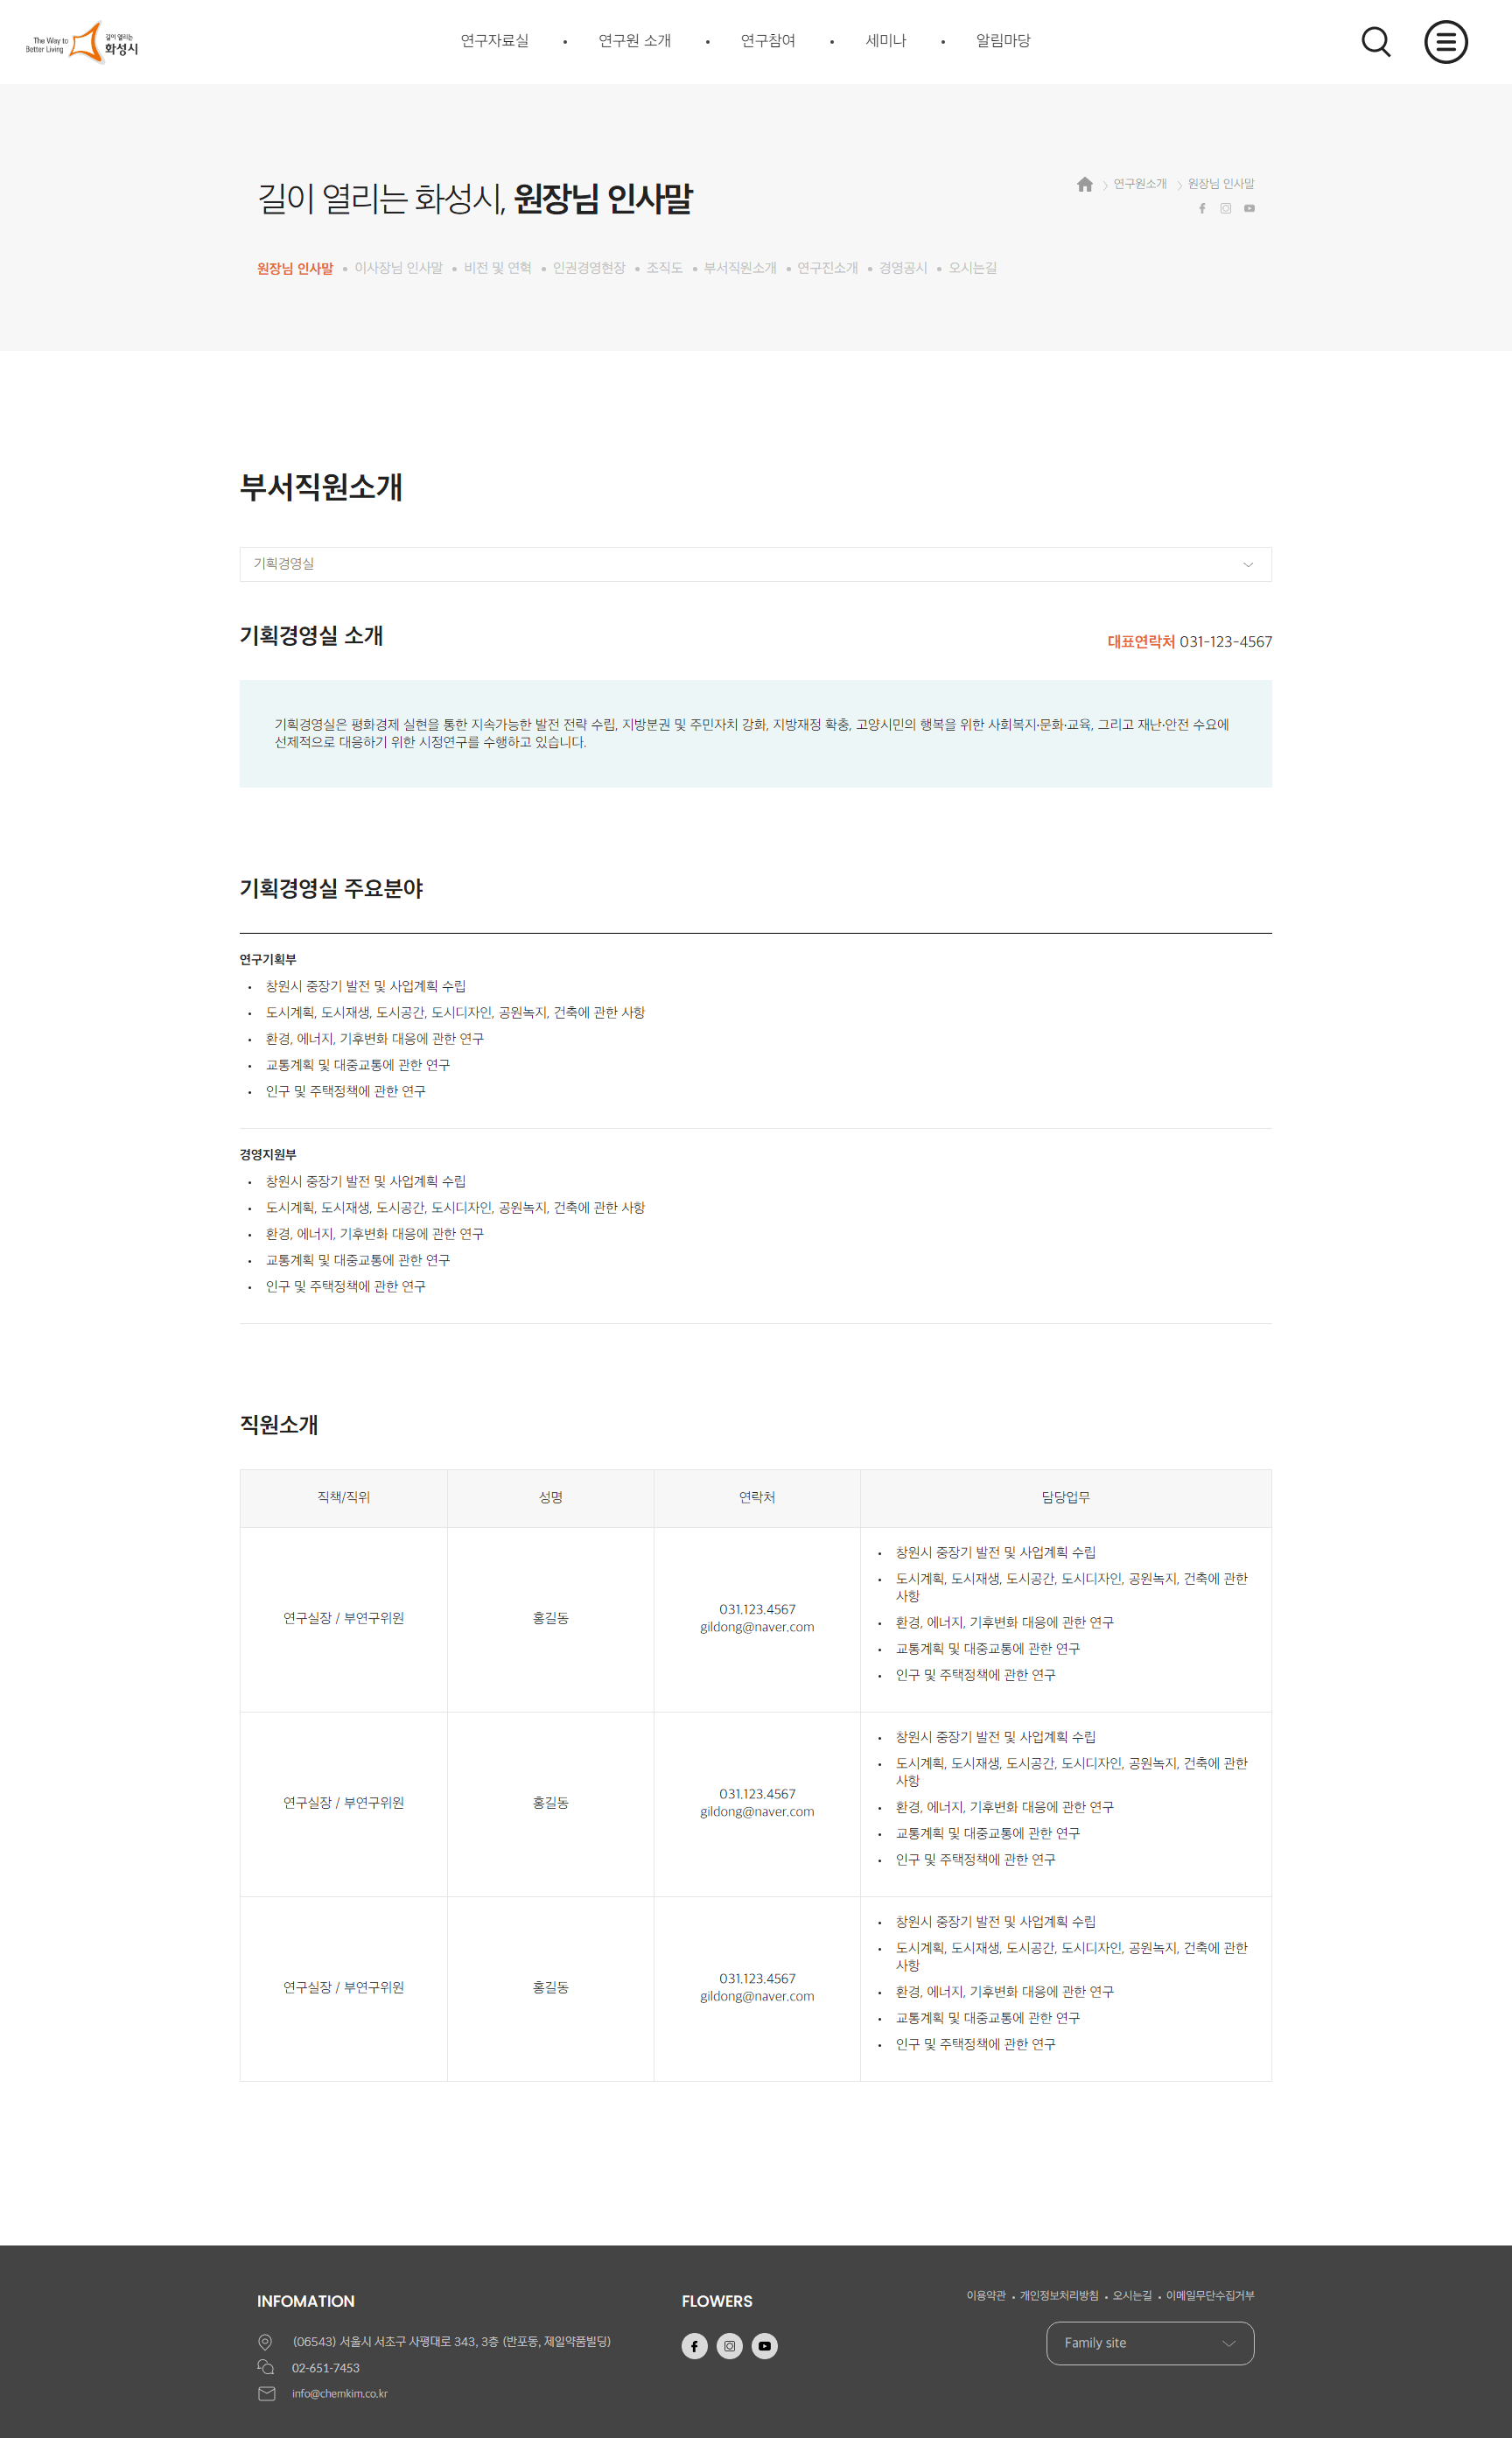 The Way to
Better Living
길이 열리는
화성시
연구자료실 • 연구원 소개 • 연구참여 • 세미나 • 알림마당
길이 열리는 화성시, 원장님 인사말
연구원소개 원장님 인사말
원장님 인사말 • 이사장님 인사말 • 비전 및 연혁 • 인권경영현장 • 조직도 • 부서직원소개 • 연구진소개 • 경영공시 • 오시는길
부서직원소개
기획경영실
기획경영실 소개
대표연락처 031-123-4567
기획경영실은 평화경제 실현을 통한 지속가능한 발전 전략 수립, 지방분권 및 주민자치 강화, 지방재정 확충, 고양시민의 행복을 위한 사회복지·문화·교육, 그리고 재난·안전 수요에
선제적으로 대응하기 위한 시정연구를 수행하고 있습니다.
기획경영실 주요분야
연구기획부
• 창원시 중장기 발전 및 사업계획 수립
• 도시계획, 도시재생, 도시공간, 도시디자인, 공원녹지, 건축에 관한 사항
• 환경, 에너지, 기후변화 대응에 관한 연구
• 교통계획 및 대중교통에 관한 연구
• 인구 및 주택정책에 관한 연구
경영지원부
• 창원시 중장기 발전 및 사업계획 수립
• 도시계획, 도시재생, 도시공간, 도시디자인, 공원녹지, 건축에 관한 사항
• 환경, 에너지, 기후변화 대응에 관한 연구
• 교통계획 및 대중교통에 관한 연구
• 인구 및 주택정책에 관한 연구
직원소개
직책/직위 성명 연락처 담당업무
연구실장 / 부연구위원
홍길동
031.123.4567
gildong@naver.com
• 창원시 중장기 발전 및 사업계획 수립
• 도시계획, 도시재생, 도시공간, 도시디자인, 공원녹지, 건축에 관한
사항
• 환경, 에너지, 기후변화 대응에 관한 연구
• 교통계획 및 대중교통에 관한 연구
• 인구 및 주택정책에 관한 연구
연구실장 / 부연구위원
홍길동
031.123.4567
gildong@naver.com
• 창원시 중장기 발전 및 사업계획 수립
• 도시계획, 도시재생, 도시공간, 도시디자인, 공원녹지, 건축에 관한
사항
• 환경, 에너지, 기후변화 대응에 관한 연구
• 교통계획 및 대중교통에 관한 연구
• 인구 및 주택정책에 관한 연구
연구실장 / 부연구위원
홍길동
031.123.4567
gildong@naver.com
• 창원시 중장기 발전 및 사업계획 수립
• 도시계획, 도시재생, 도시공간, 도시디자인, 공원녹지, 건축에 관한
사항
• 환경, 에너지, 기후변화 대응에 관한 연구
• 교통계획 및 대중교통에 관한 연구
• 인구 및 주택정책에 관한 연구
INFOMATION
(06543) 서울시 서초구 사평대로 343, 3층 (반포동, 제일약품빌딩)
02-651-7453
info@chemkim.co.kr
FLOWERS
이용약관 • 개인정보처리방침 • 오시는길 • 이메일무단수집거부
Family site